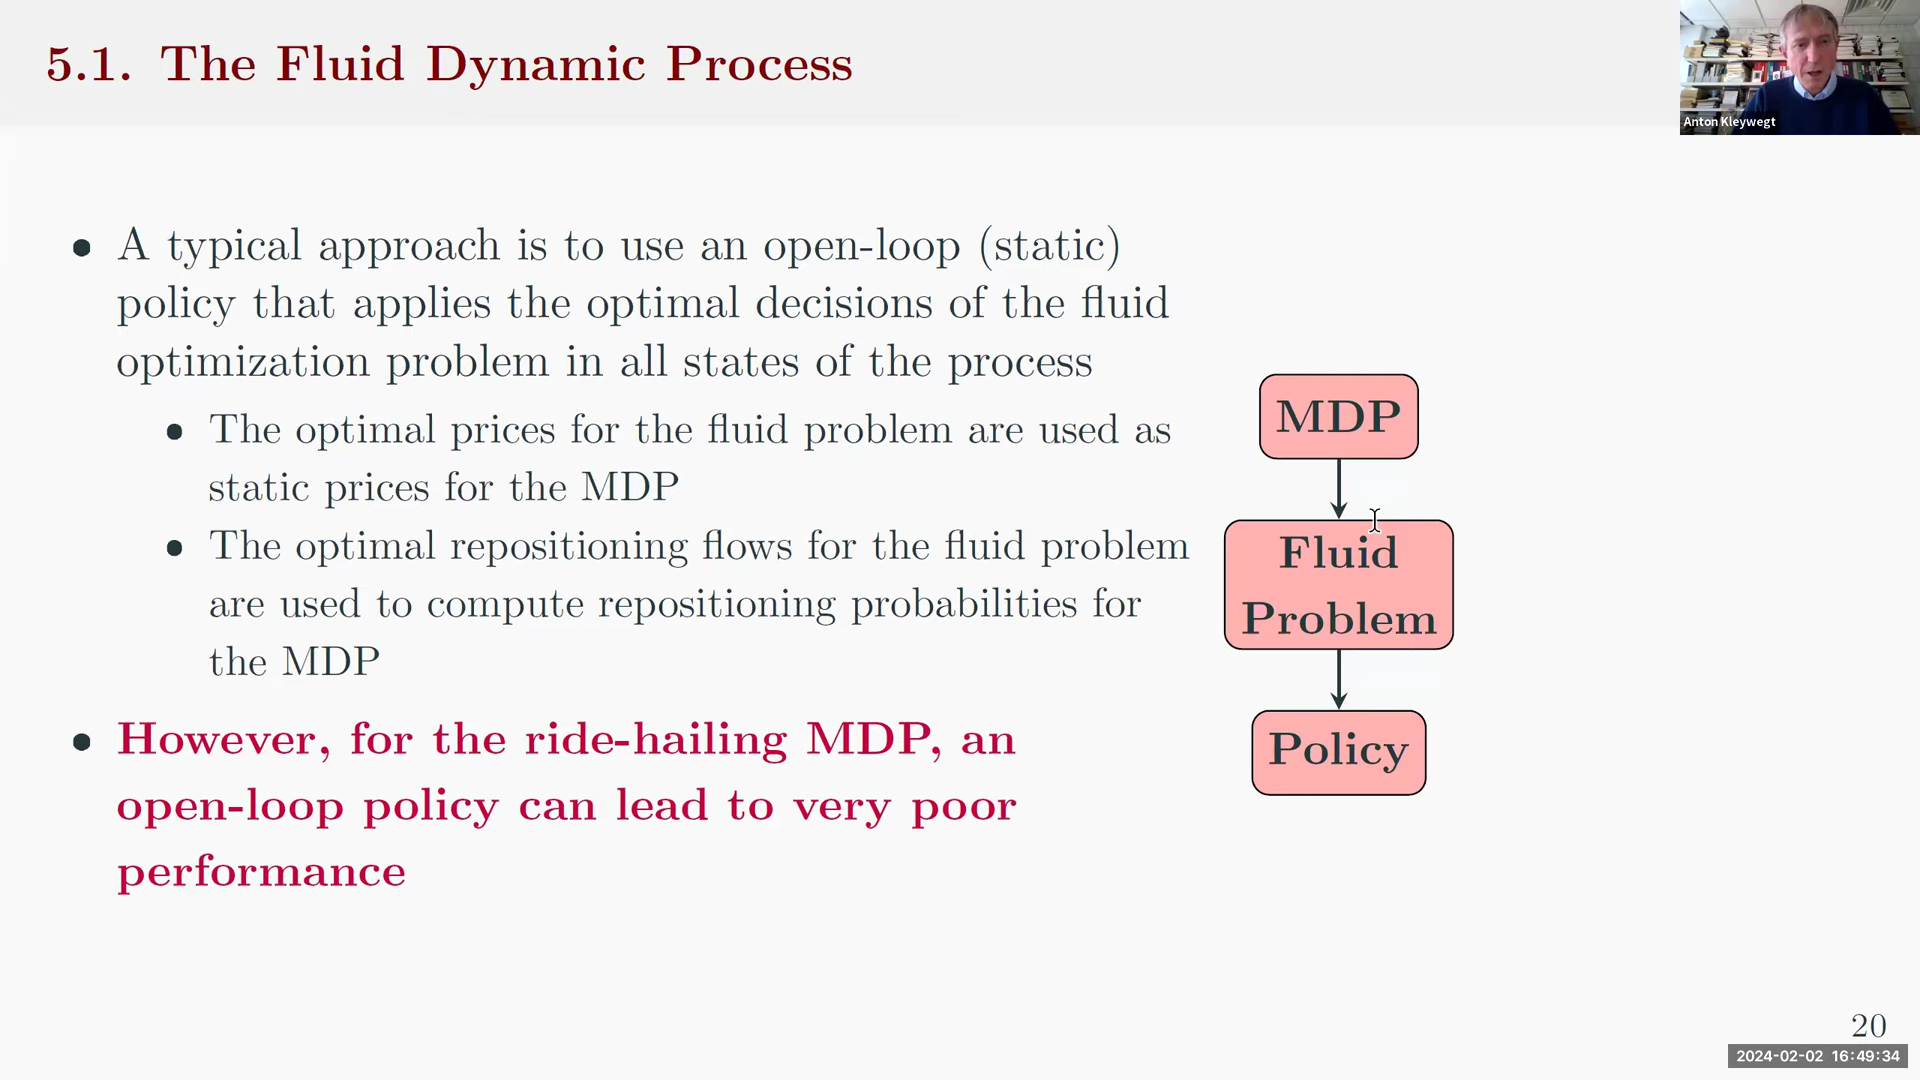 5.1. The Fluid Dynamic Process
Anton Kleywegt
• A typical approach is to use an open-loop (static)
policy that applies the optimal decisions of the fluid
optimization problem in all states of the process
• The optimal prices for the fluid problem are used as
static prices for the MDP
• The optimal repositioning flows for the fluid problem
are used to compute repositioning probabilities for
the MDP
• However, for the ride-hailing MDP, an
open-loop policy can lead to very poor
performance
MDP
Fluid
Problem
Policy
20
2024-02-02 16:49:34